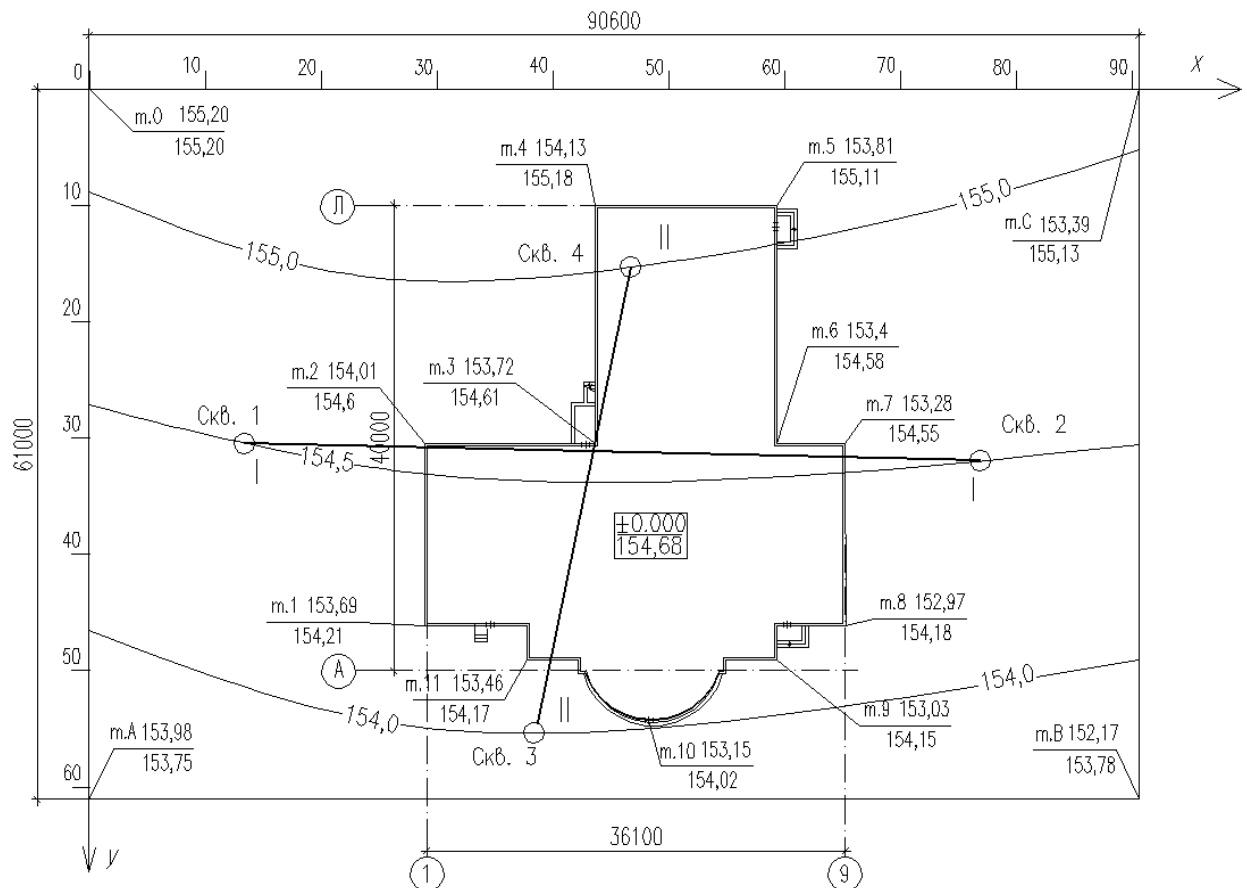 90600
0
10
20
30
40
50
60
70
80
90
X
т.0 155,20
155,20
т.4 154,13
155,18
т.5 153,81
155,11
10
Л
155,0
т.С 153,39
155,13
155,0
Скв. 4
II
20
т.6 153,4
154,58
т.2 154,01
154,6
т.3 153,72
154,61
т.7 153,28
154,55
Скв. 1
Скв. 2
30
61000
40000
154,5
I
I
±0.000
154,68
40
т.1 153,69
154,21
т.8 152,97
154,18
50
А
т.11 153,46
154,17
II
154,0
154,0
т.9 153,03
154,15
т.А 153,98
153,75
Скв. 3
т.10 153,15
154,02
т.В 152,17
153,78
60
36100
y
1
9